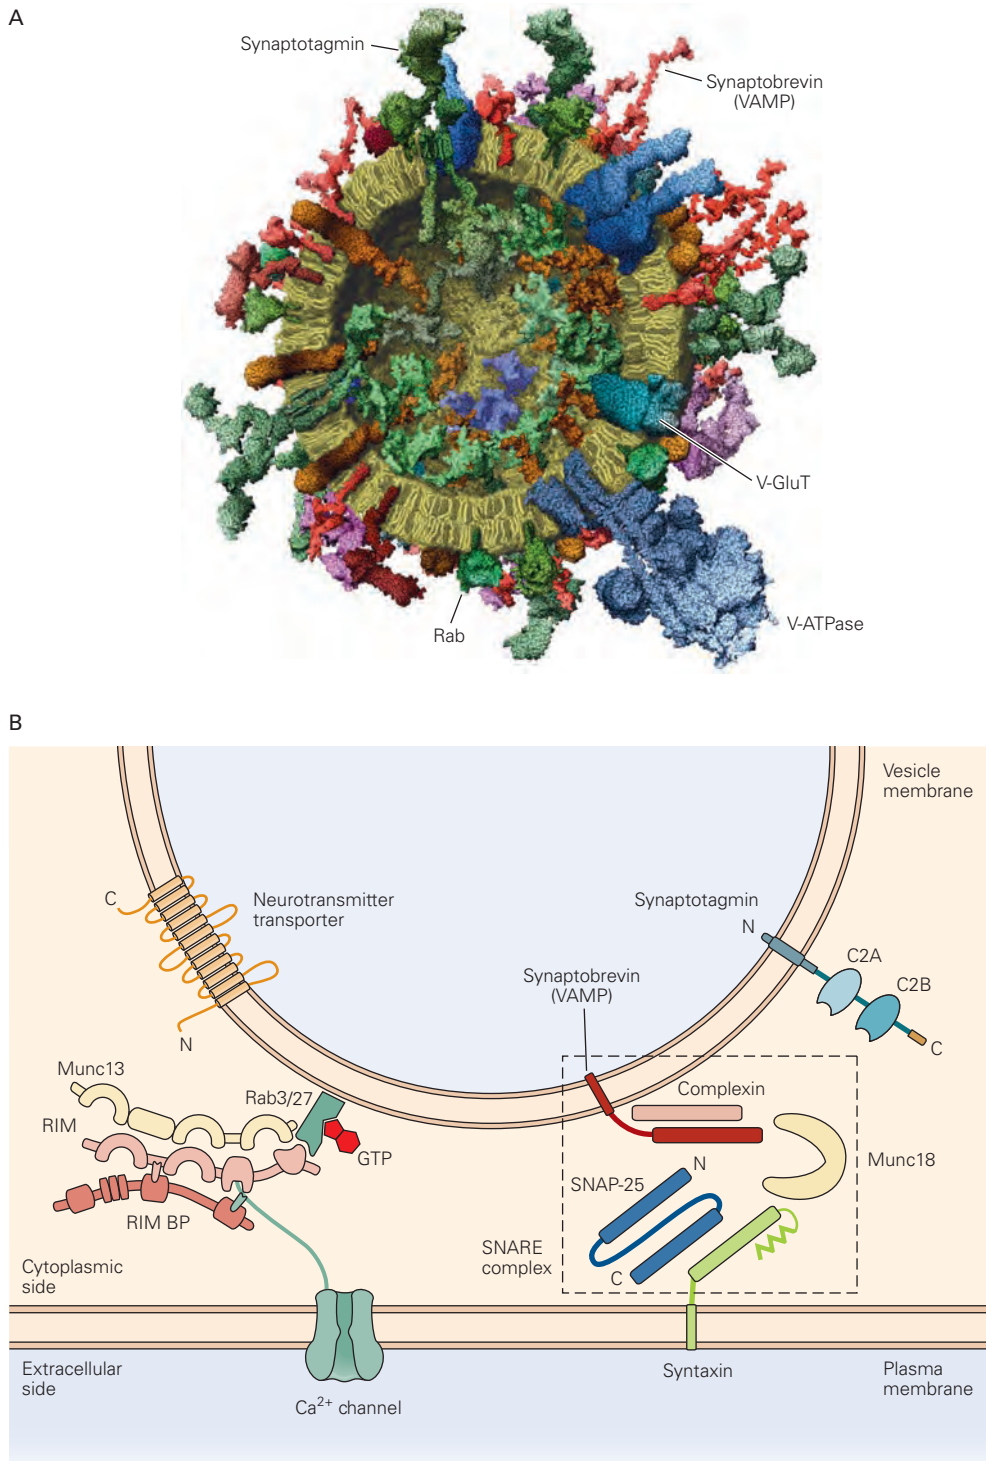 A
Synaptotagmin
Synaptobrevin
(VAMP)
V-GluT
V-ATPase
Rab
B
Vesicle
membrane
C
Neurotransmitter
transporter
Synaptotagmin
N
C2A
Synaptobrevin
(VAMP)
C2B
N
C
Munc13
Rab3/27
Complexin
RIM
GTP
Munc18
N
SNAP-25
RIM BP
SNARE
complex
C
Cytoplasmic
side
Extracellular
side
Syntaxin
Plasma
membrane
Ca2+ channel